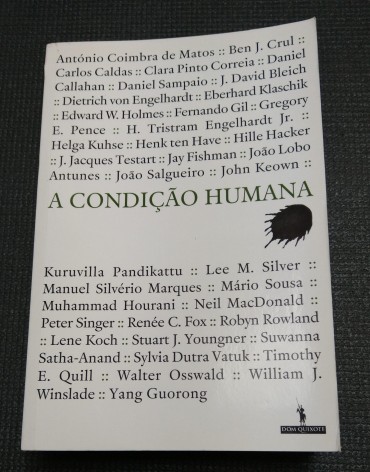 António Coimbra de Matos :: Ben J. Crul ::
Carlos Caldas :: Clara Pinto Correia :: Daniel
Callahan :: Daniel Sampaio :: J. David Bleich
:: Dietrich von Engelhardt :: Eberhard Klaschik
:: Edward W. Holmes :: Fernando Gil :: Gregory
E. Pence :: H. Tristram Engelhardt Jr. ::
Helga Kuhse :: Henk ten Have :: Hille Hacker
:: J. Jacques Testart :: Jay Fishman :: João Lobo
Antunes :: João Salgueiro :: John Keown ::
A CONDIÇÃO HUMANA
Kuruvilla Pandikattu :: Lee M. Silver ::
Manuel Silvério Marques :: Mário Sousa ::
Muhammad Hourani :: Neil MacDonald ::
Peter Singer :: Renée C. Fox :: Robyn Rowland
:: Lene Koch :: Stuart J. Youngner :: Suwanna
Satha-Anand :: Sylvia Dutra Vatuk :: Timothy
E. Quill :: Walter Osswald :: William J.
Winslade :: Yang Guorong
DOM QUIXOTE